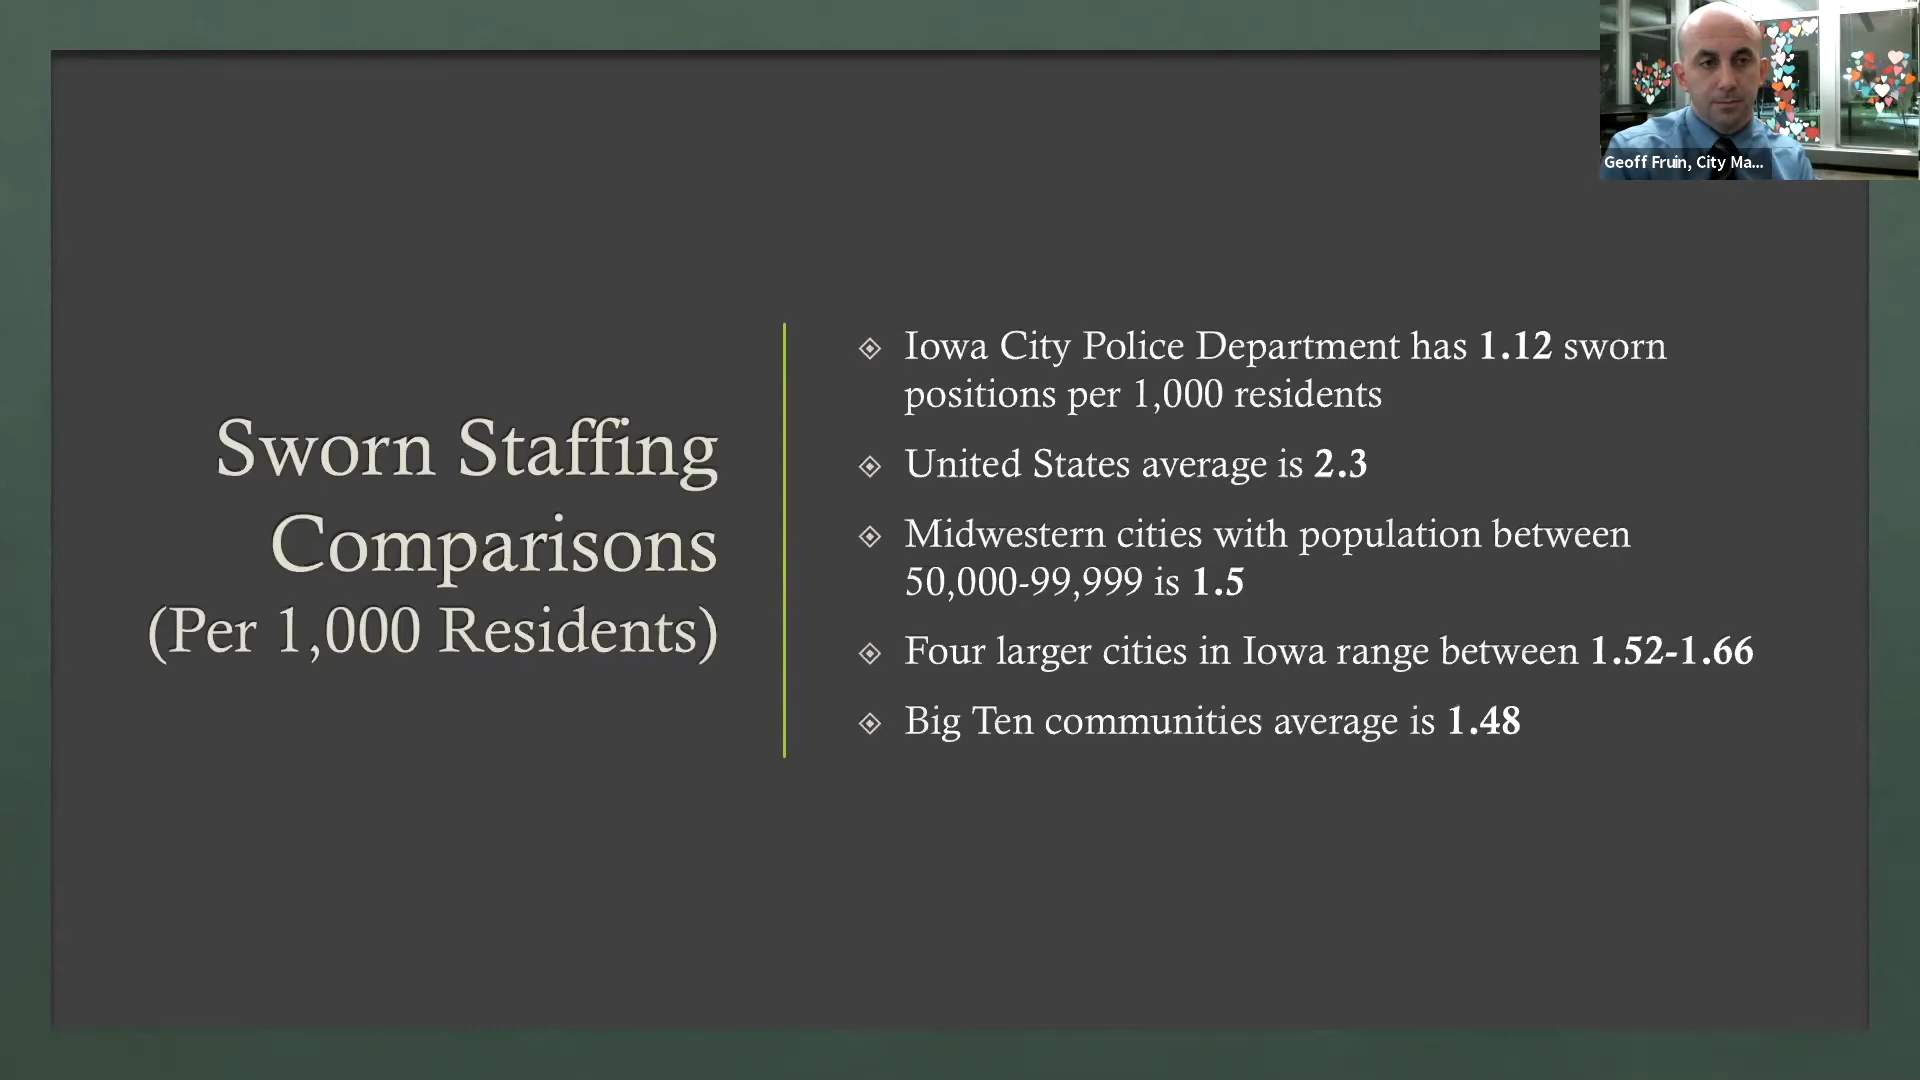 Geoff Fruin, City Ma...
Sworn Staffing
Comparisons
(Per 1,000 Residents)
Iowa City Police Department has 1.12 sworn
positions per 1,000 residents
United States average is 2.3
Midwestern cities with population between
50,000-99,999 is 1.5
Four larger cities in Iowa range between 1.52-1.66
Big Ten communities average is 1.48